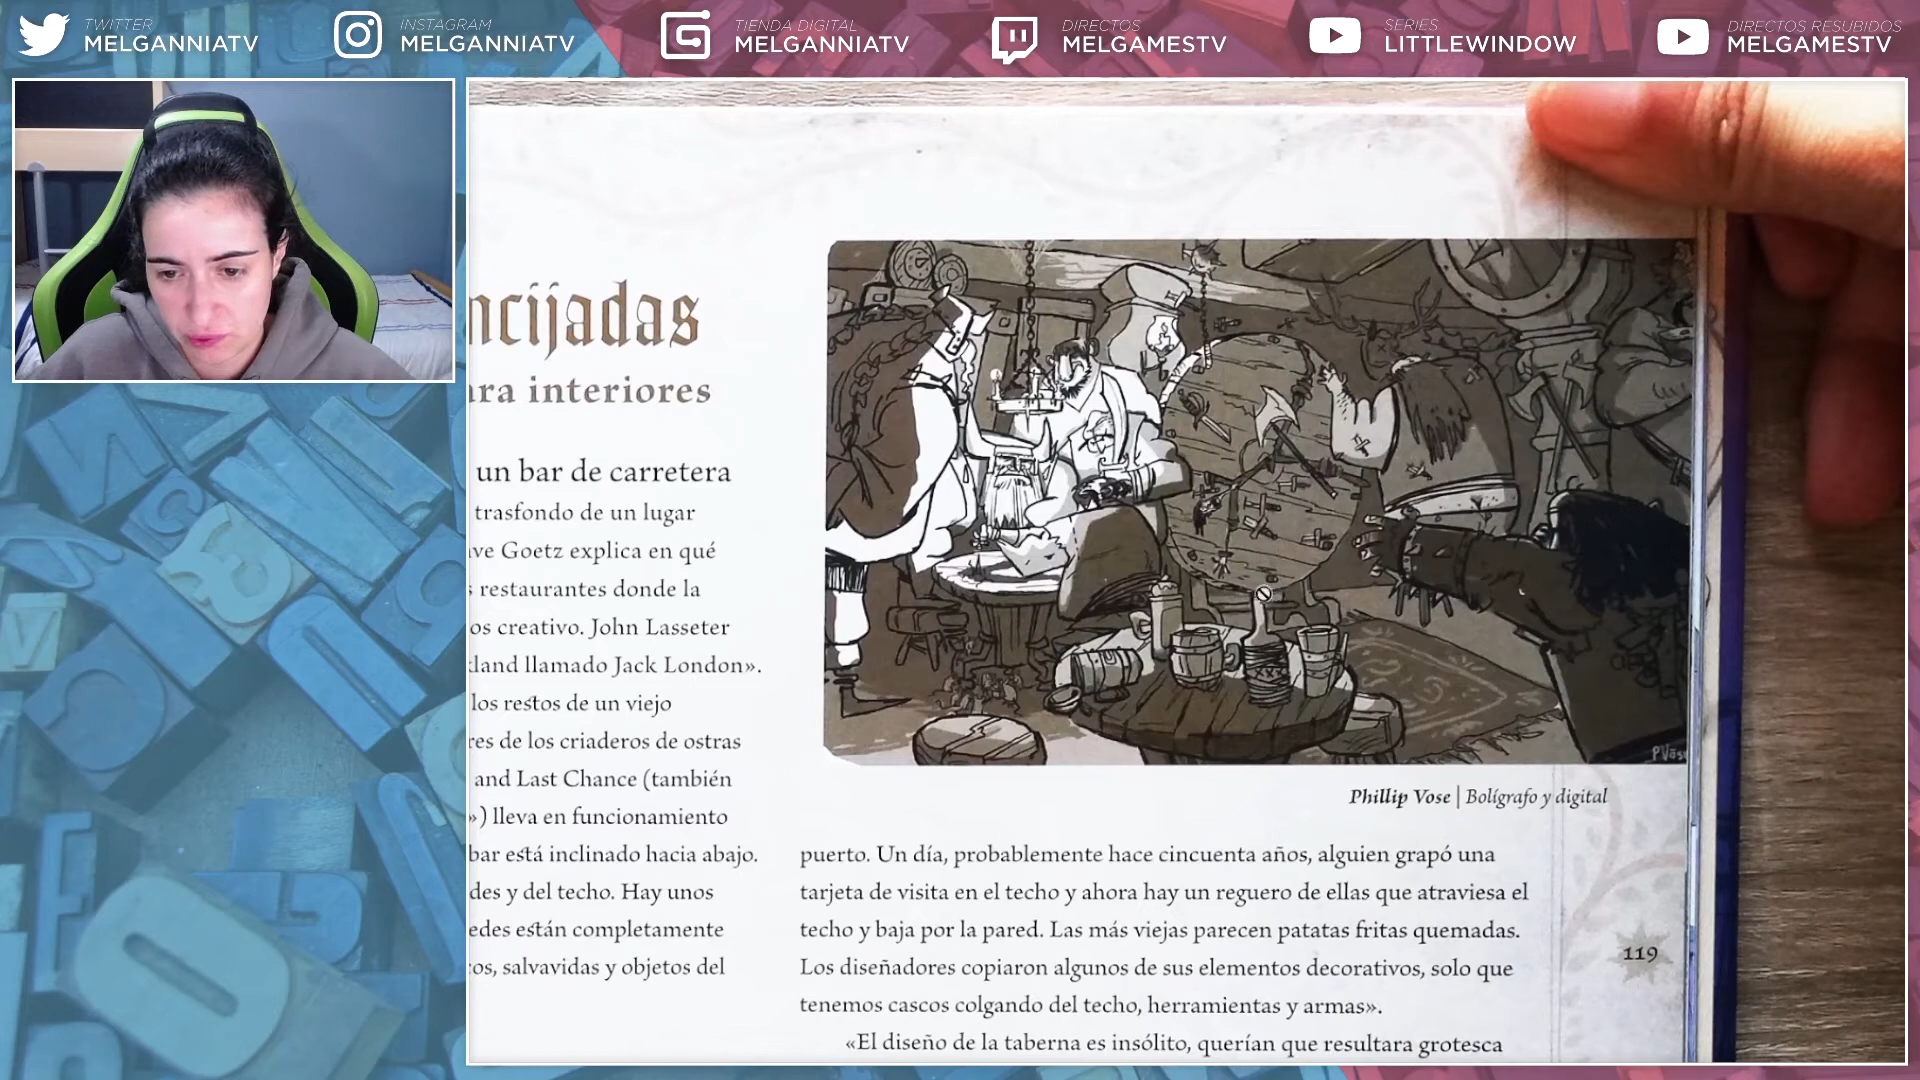 TWITTER
MELGANNIATV
INSTAGRAM
MELGANNIATV
TIENDA DIGITAL
MELGANNIATV
DIRECTOS
MELGAMESTV
SERIES
LITTLEWINDOW
DIRECTOS RESUBIDOS
MELGAMESTV
ncijadas
ara interiores
un bar de carretera
trasfondo de un lugar
ve Goetz explica en qué
restaurantes donde la
os creativo. John Lasseter
land llamado Jack London».
los restos de un viejo
res de los criaderos de ostras
and Last Chance (también
») lleva en funcionamiento
bar está inclinado hacia abajo.
des y del techo. Hay unos
edes están completamente
os, salvavidas y objetos del
Phillip Vose | Bolígrafo y digital
puerto. Un día, probablemente hace cincuenta años, alguien grapó una
tarjeta de visita en el techo y ahora hay un reguero de ellas que atraviesa el
techo y baja por la pared. Las más viejas parecen patatas fritas quemadas.
Los diseñadores copiaron algunos de sus elementos decorativos, solo que
tenemos cascos colgando del techo, herramientas y armas».
«El diseño de la taberna es insólito, querían que resultara grotesca
119
XXX